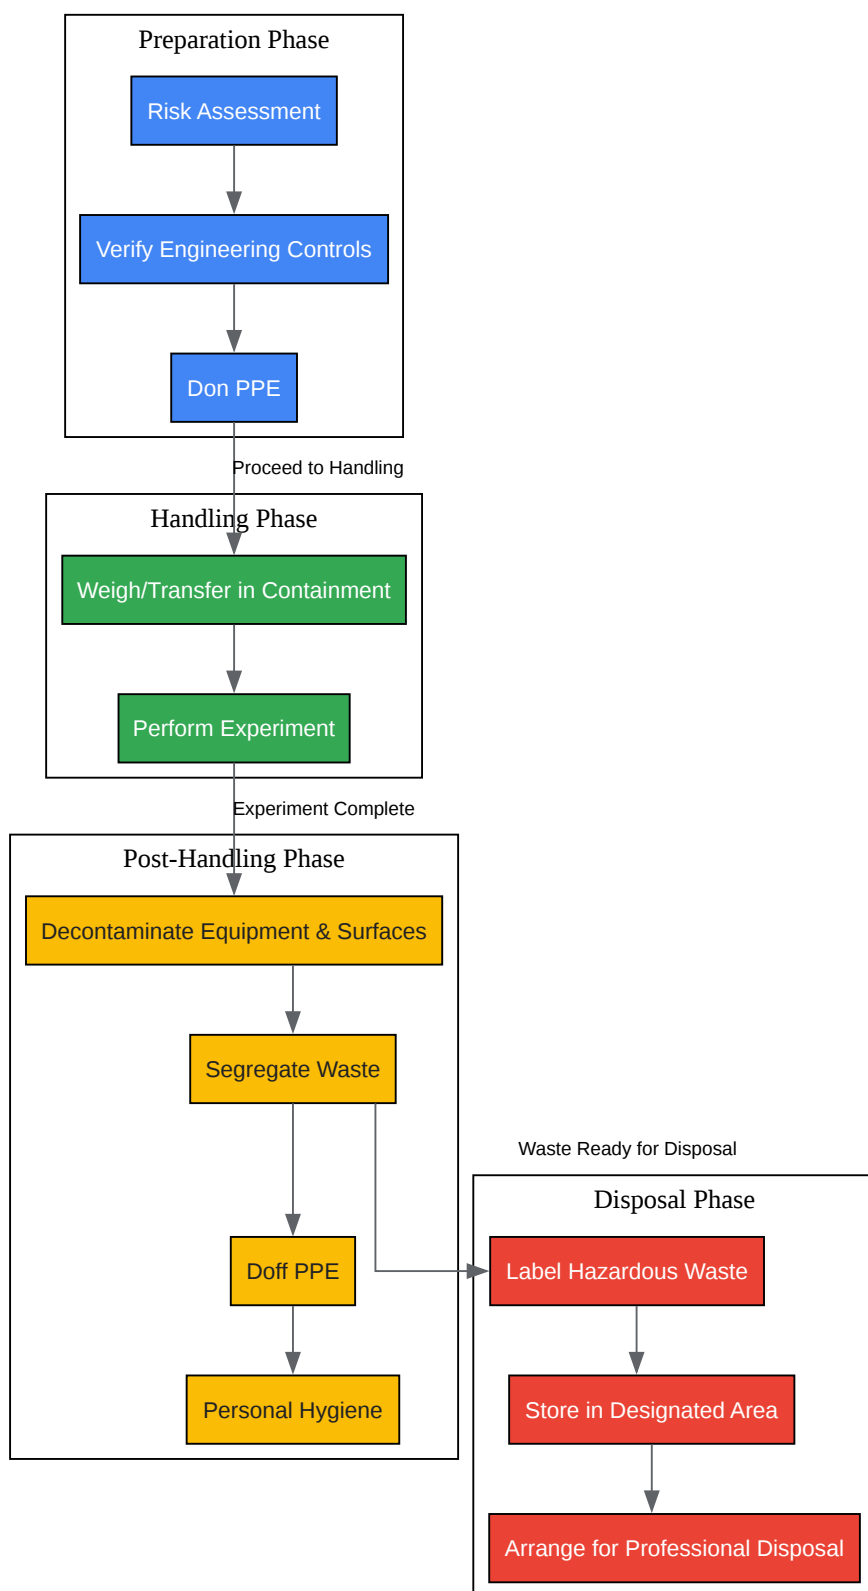 Preparation Phase
Risk Assessment
Verify Engineering Controls
Don PPE
Proceed to Handling
Handling Phase
Weigh/Transfer in Containment
Perform Experiment
Experiment Complete
Post-Handling Phase
Decontaminate Equipment & Surfaces
Segregate Waste
Doff PPE
Personal Hygiene
Waste Ready for Disposal
Disposal Phase
Label Hazardous Waste
Store in Designated Area
Arrange for Professional Disposal